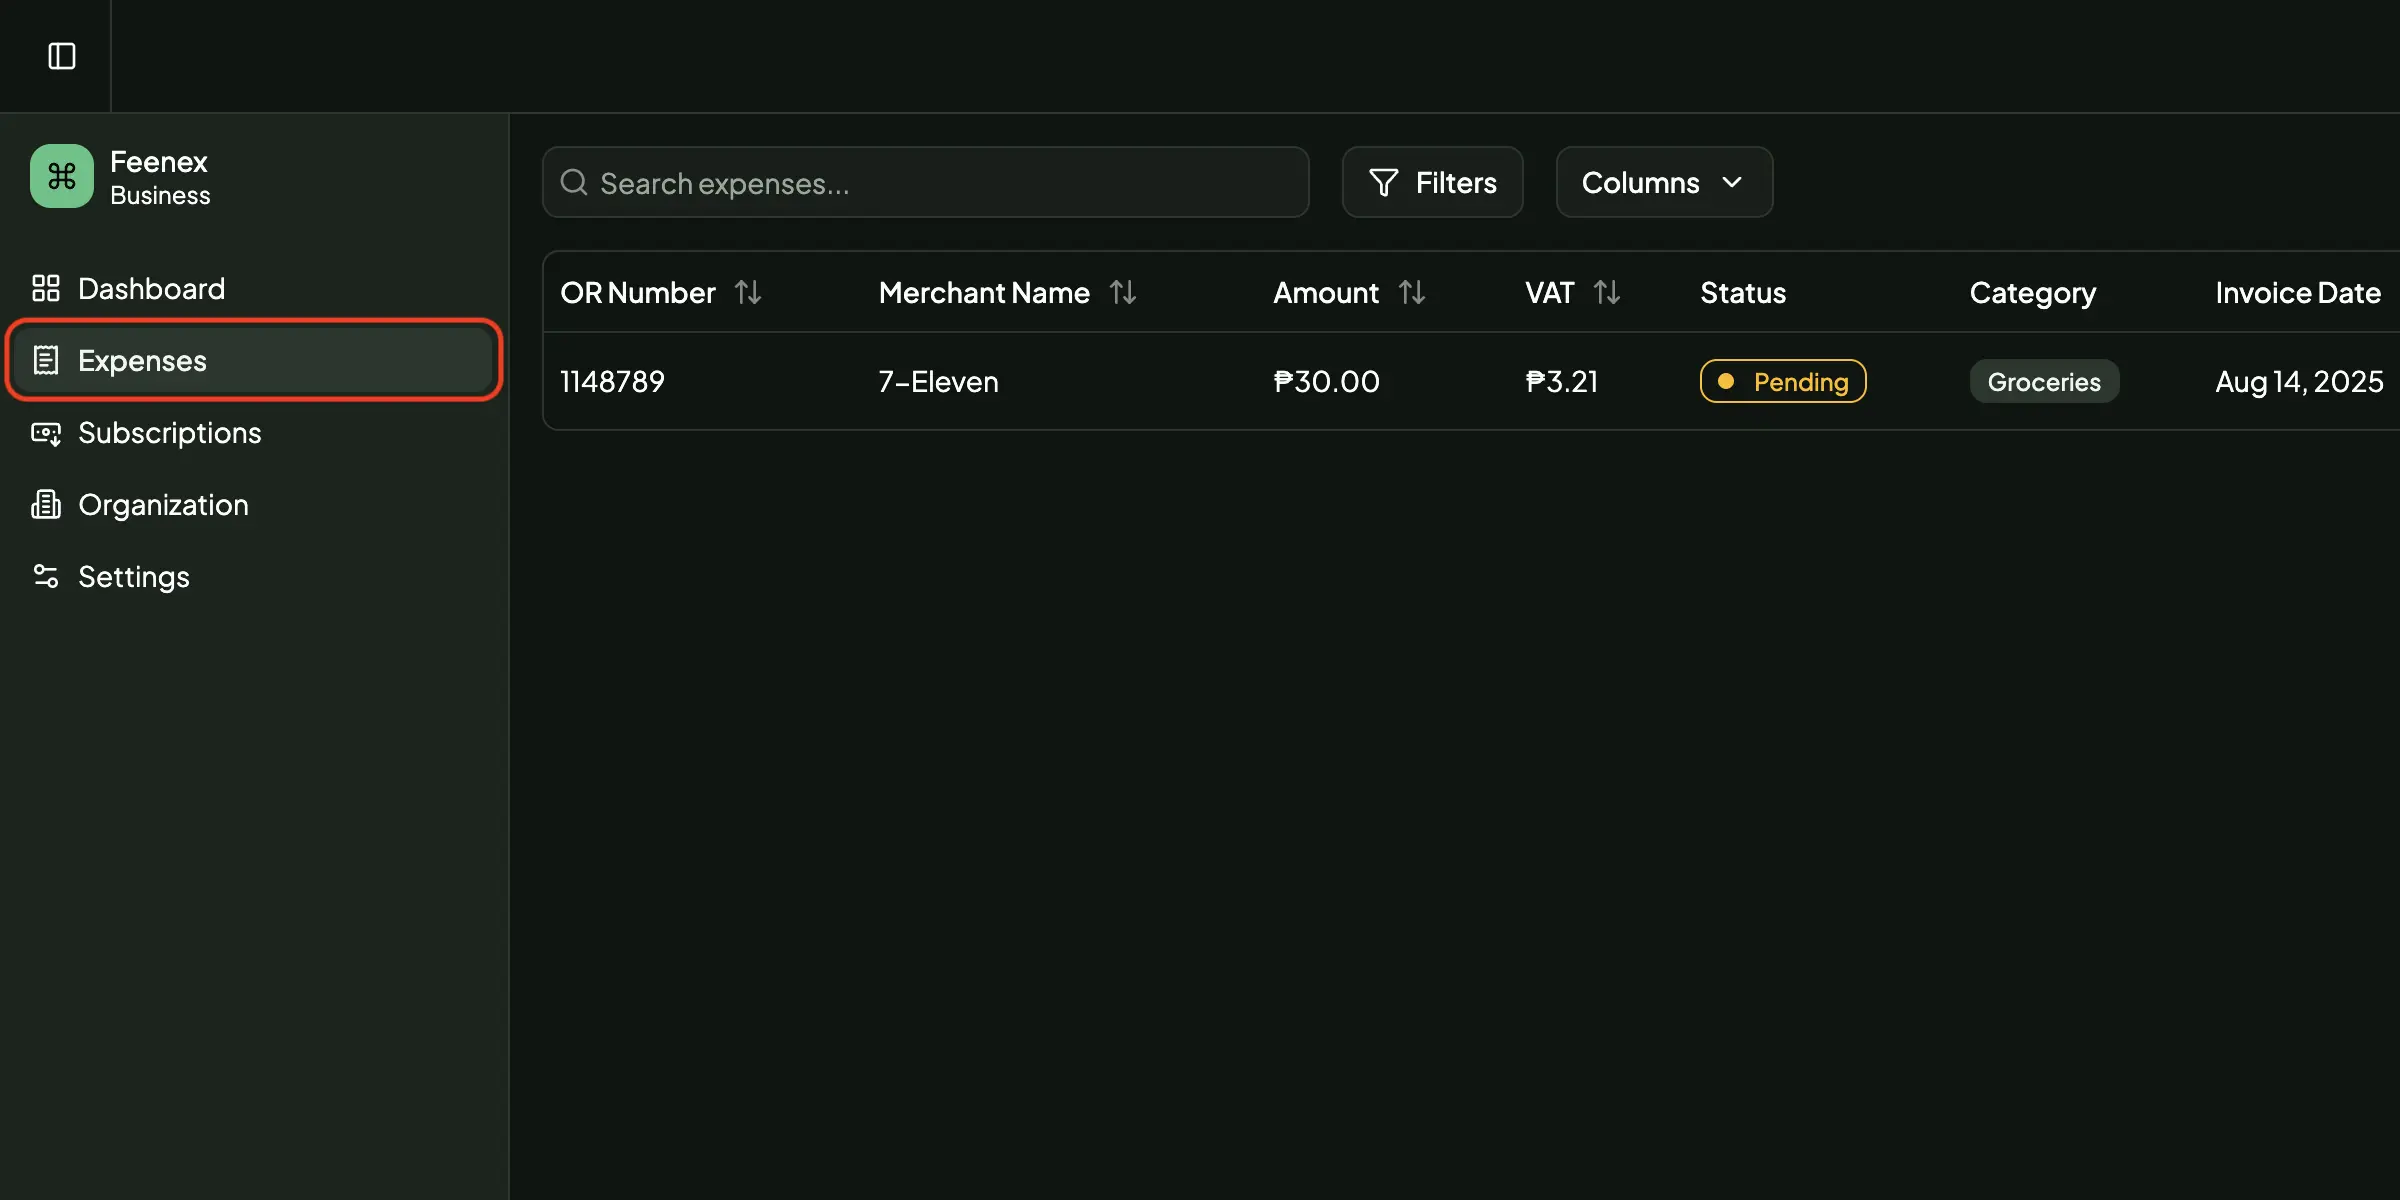 Feenex
Business
Dashboard
Expenses
Subscriptions
Organization
Settings
Search expenses...
Filters
Columns
OR Number Merchant Name Amount VAT Status Category Invoice Date
1148789 7-Eleven ₱30.00 ₱3.21 Pending Groceries Aug 14, 2025